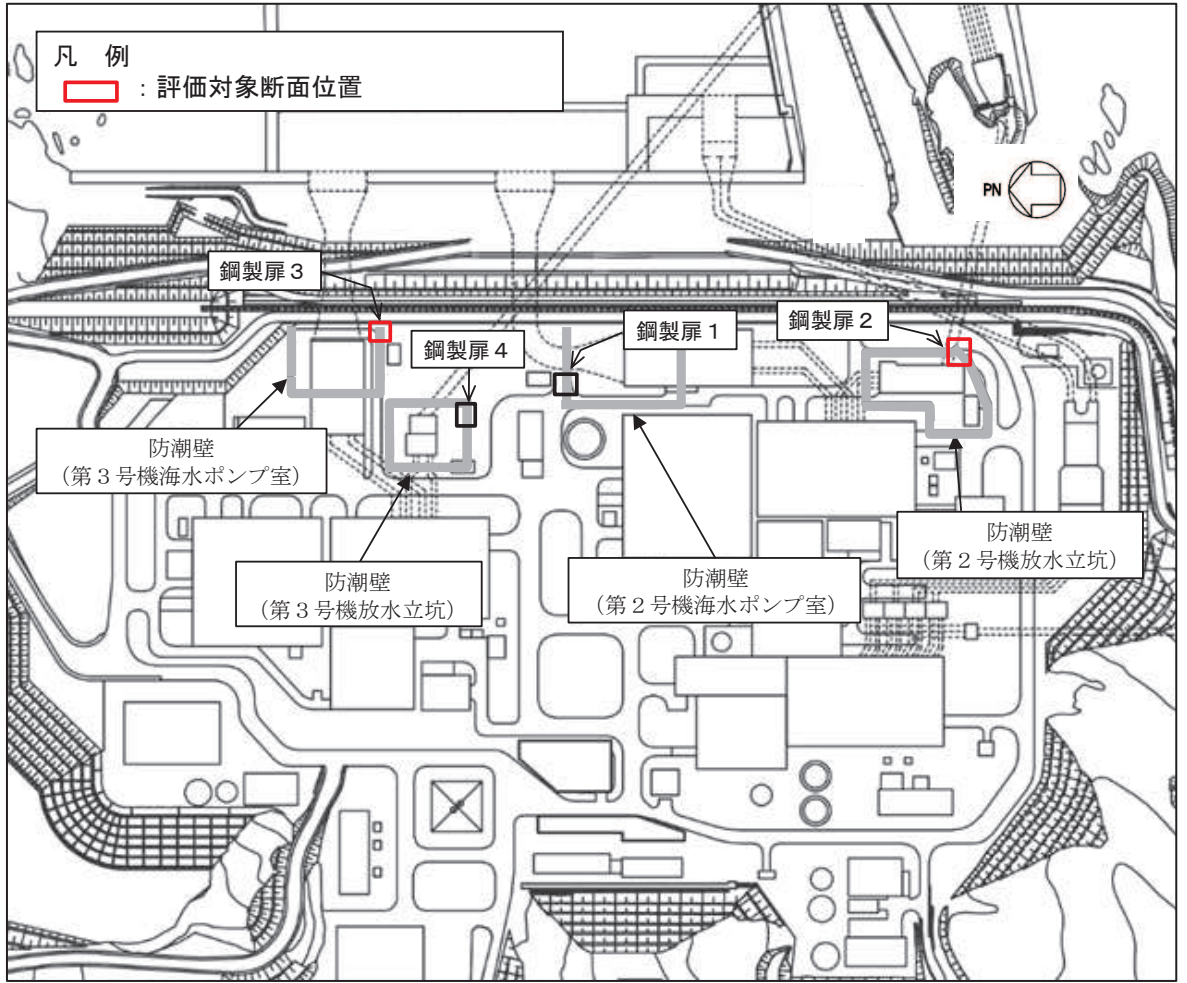 凡 例
：評価対象断面位置
PN
鋼製扉３
鋼製扉４
鋼製扉１
鋼製扉２
防潮壁
（第３号機海水ポンプ室）
防潮壁
（第３号機放水立坑）
防潮壁
（第２号機海水ポンプ室）
防潮壁
（第２号機放水立坑）